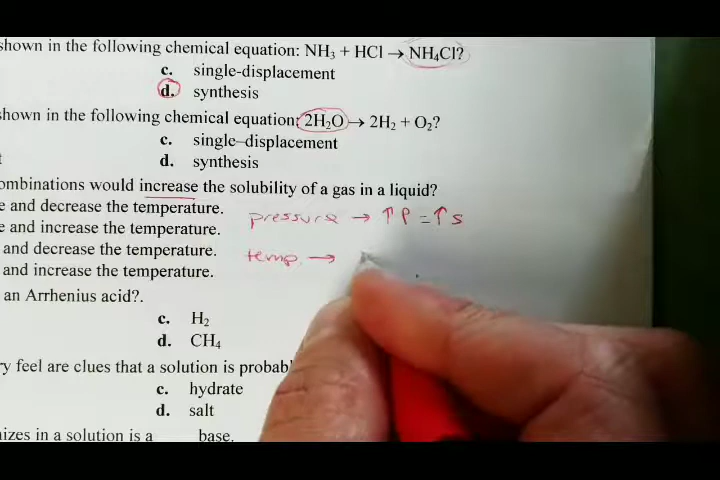 shown in the following chemical equation: NH₃ + HCl → NH₄Cl?
c. single-displacement
d. synthesis
shown in the following chemical equation: 2H₂O → 2H₂ + O₂?
c. single–displacement
d. synthesis
ombinations would increase the solubility of a gas in a liquid?
e and decrease the temperature.
e and increase the temperature.
pressure → ↑ P = ↑ S
and decrease the temperature.
temp →
and increase the temperature.
an Arrhenius acid?.
c. H₂
d. CH₄
ry feel are clues that a solution is probabl
c. hydrate
d. salt
nizes in a solution is a ____ base.